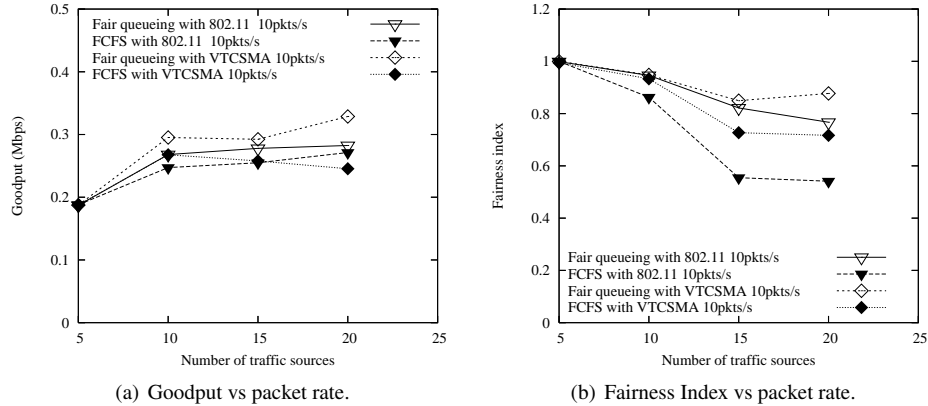 0.5
0.4
0.3
0.2
0.1
0
Goodput (Mbps)
Fair queueing with 802.11 10pkts/s
FCFS with 802.11  10pkts/s
Fair queueing with VTCSMA 10pkts/s
FCFS with VTCSMA 10pkts/s
5 10 15 20 25
Number of traffic sources
(a) Goodput vs packet rate.
1.2
1
0.8
0.6
0.4
0.2
0
Fairness index
Fair queueing with 802.11 10pkts/s
FCFS with 802.11 10pkts/s
Fair queueing with VTCSMA 10pkts/s
FCFS with VTCSMA 10pkts/s
5 10 15 20 25
Number of traffic sources
(b) Fairness Index vs packet rate.